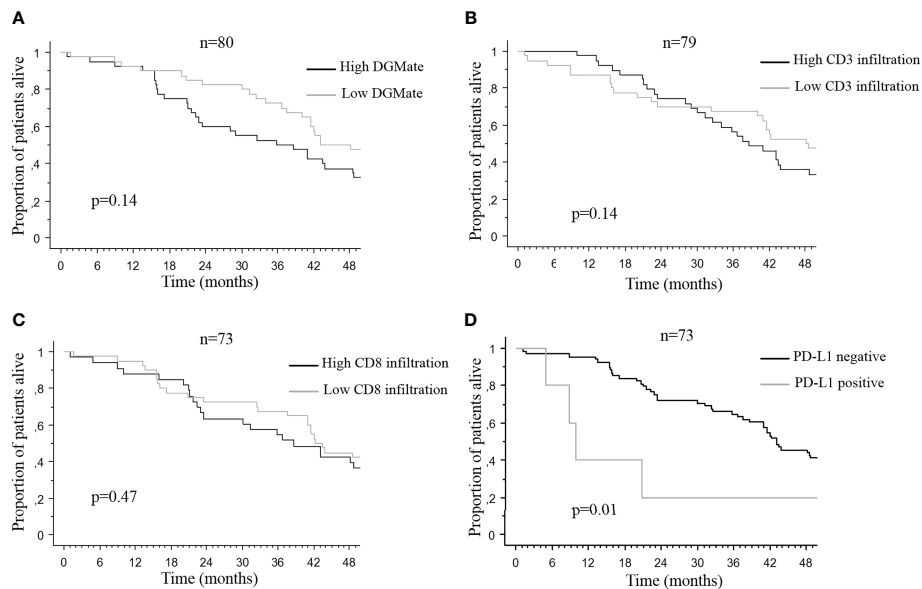 A
n=80
High DGMate
Low DGMate
Proportion of patients alive
1
,8
,6
,4
,2
0
p=0.14
0 6 12 18 24 30 36 42 48
Time (months)
B
n=79
High CD3 infiltration
Low CD3 infiltration
Proportion of patients alive
1
,8
,6
,4
,2
0
p=0.14
0 6 12 18 24 30 36 42 48
Time (months)
C
n=73
High CD8 infiltration
Low CD8 infiltration
Proportion of patients alive
1
,8
,6
,4
,2
0
p=0.47
0 6 12 18 24 30 36 42 48
Time (months)
D
n=73
PD-L1 negative
PD-L1 positive
Proportion of patients alive
1
,8
,6
,4
,2
0
p=0.01
0 6 12 18 24 30 36 42 48
Time (months)